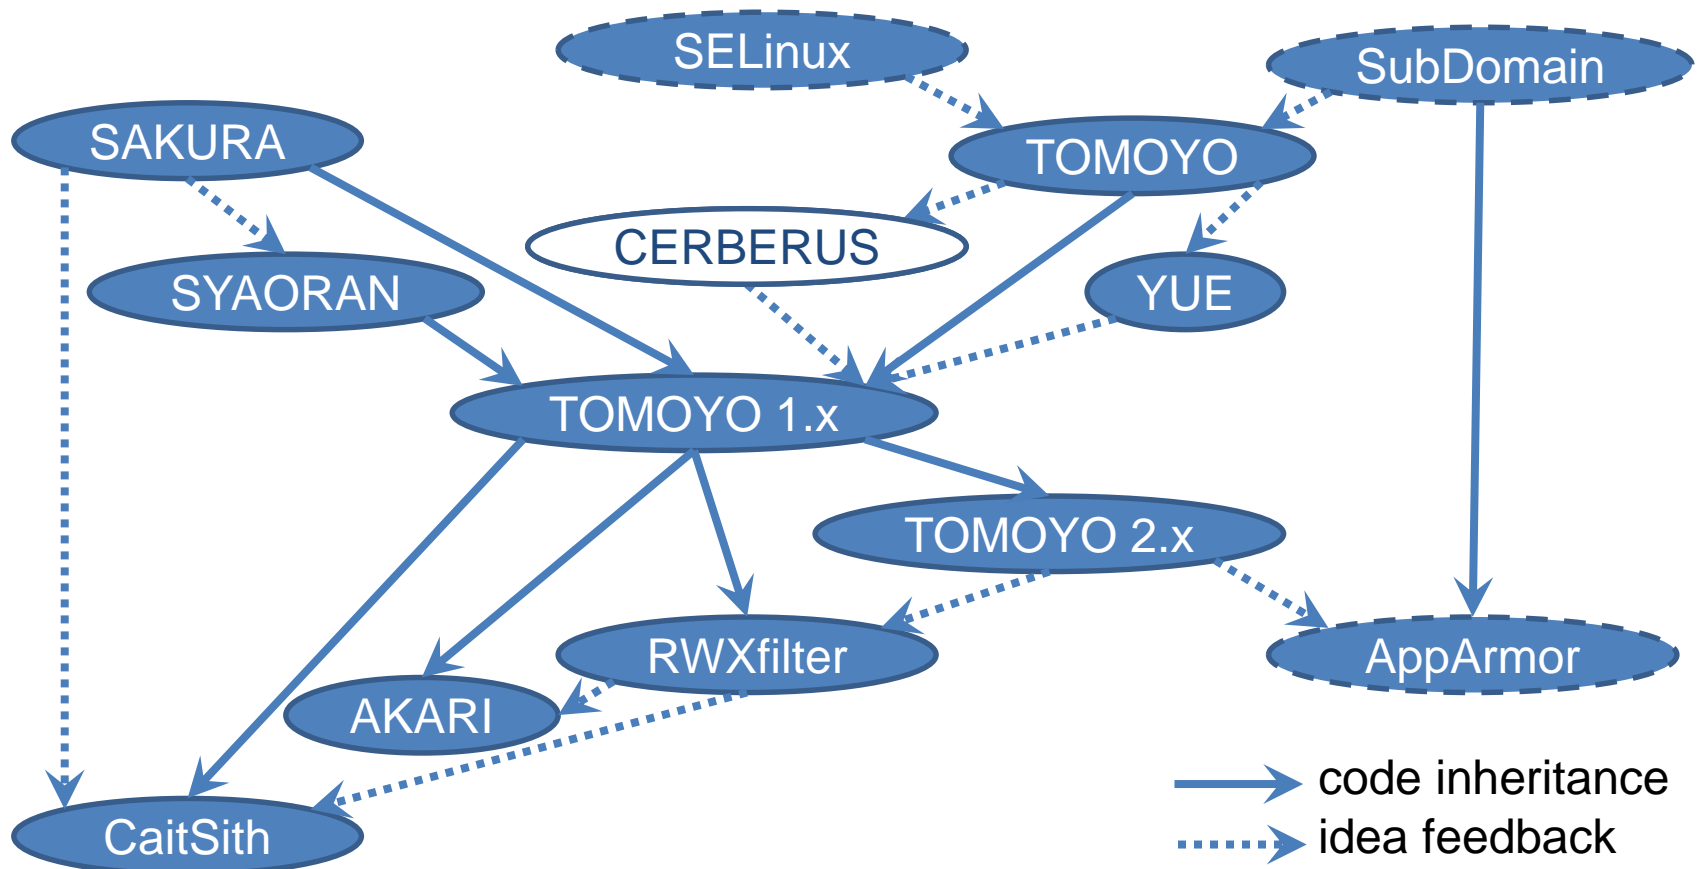 SELinux
SubDomain
SAKURA
TOMOYO
CERBERUS
SYAORAN
YUE
TOMOYO 1.x
TOMOYO 2.x
RWXfilter
AppArmor
AKARI
code inheritance
CaitSith
idea feedback